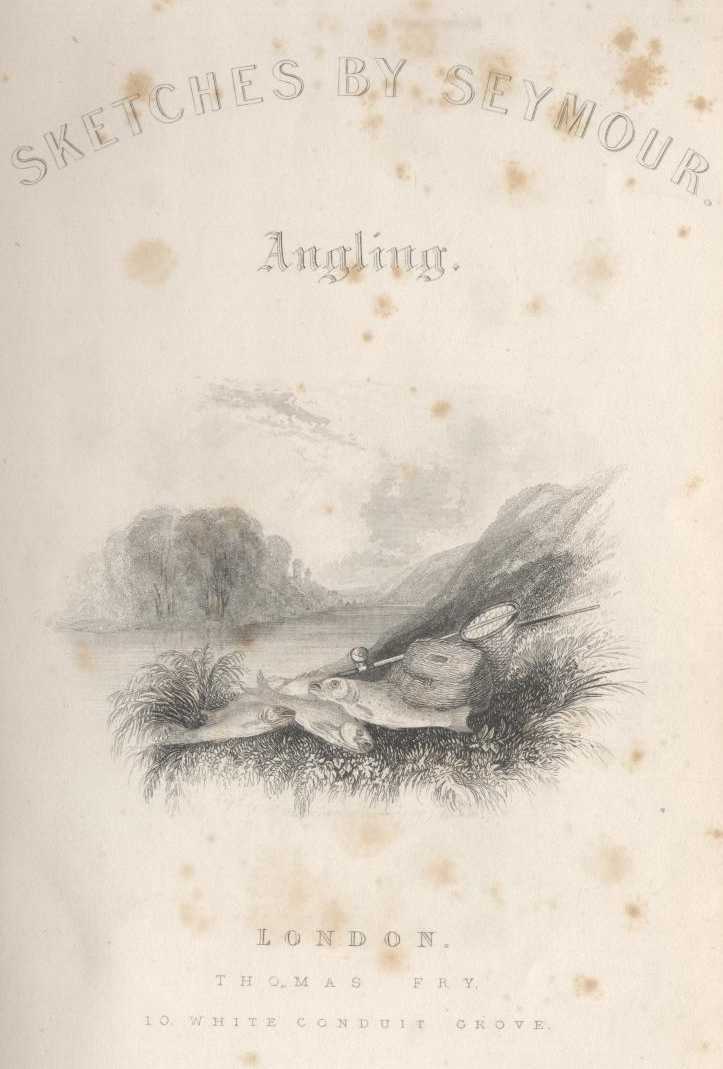 SKETCHES BY SEYMOUR.
Angling.
LONDON.
THOMAS FRY,
10. WHITE CONDUIT GROVE.